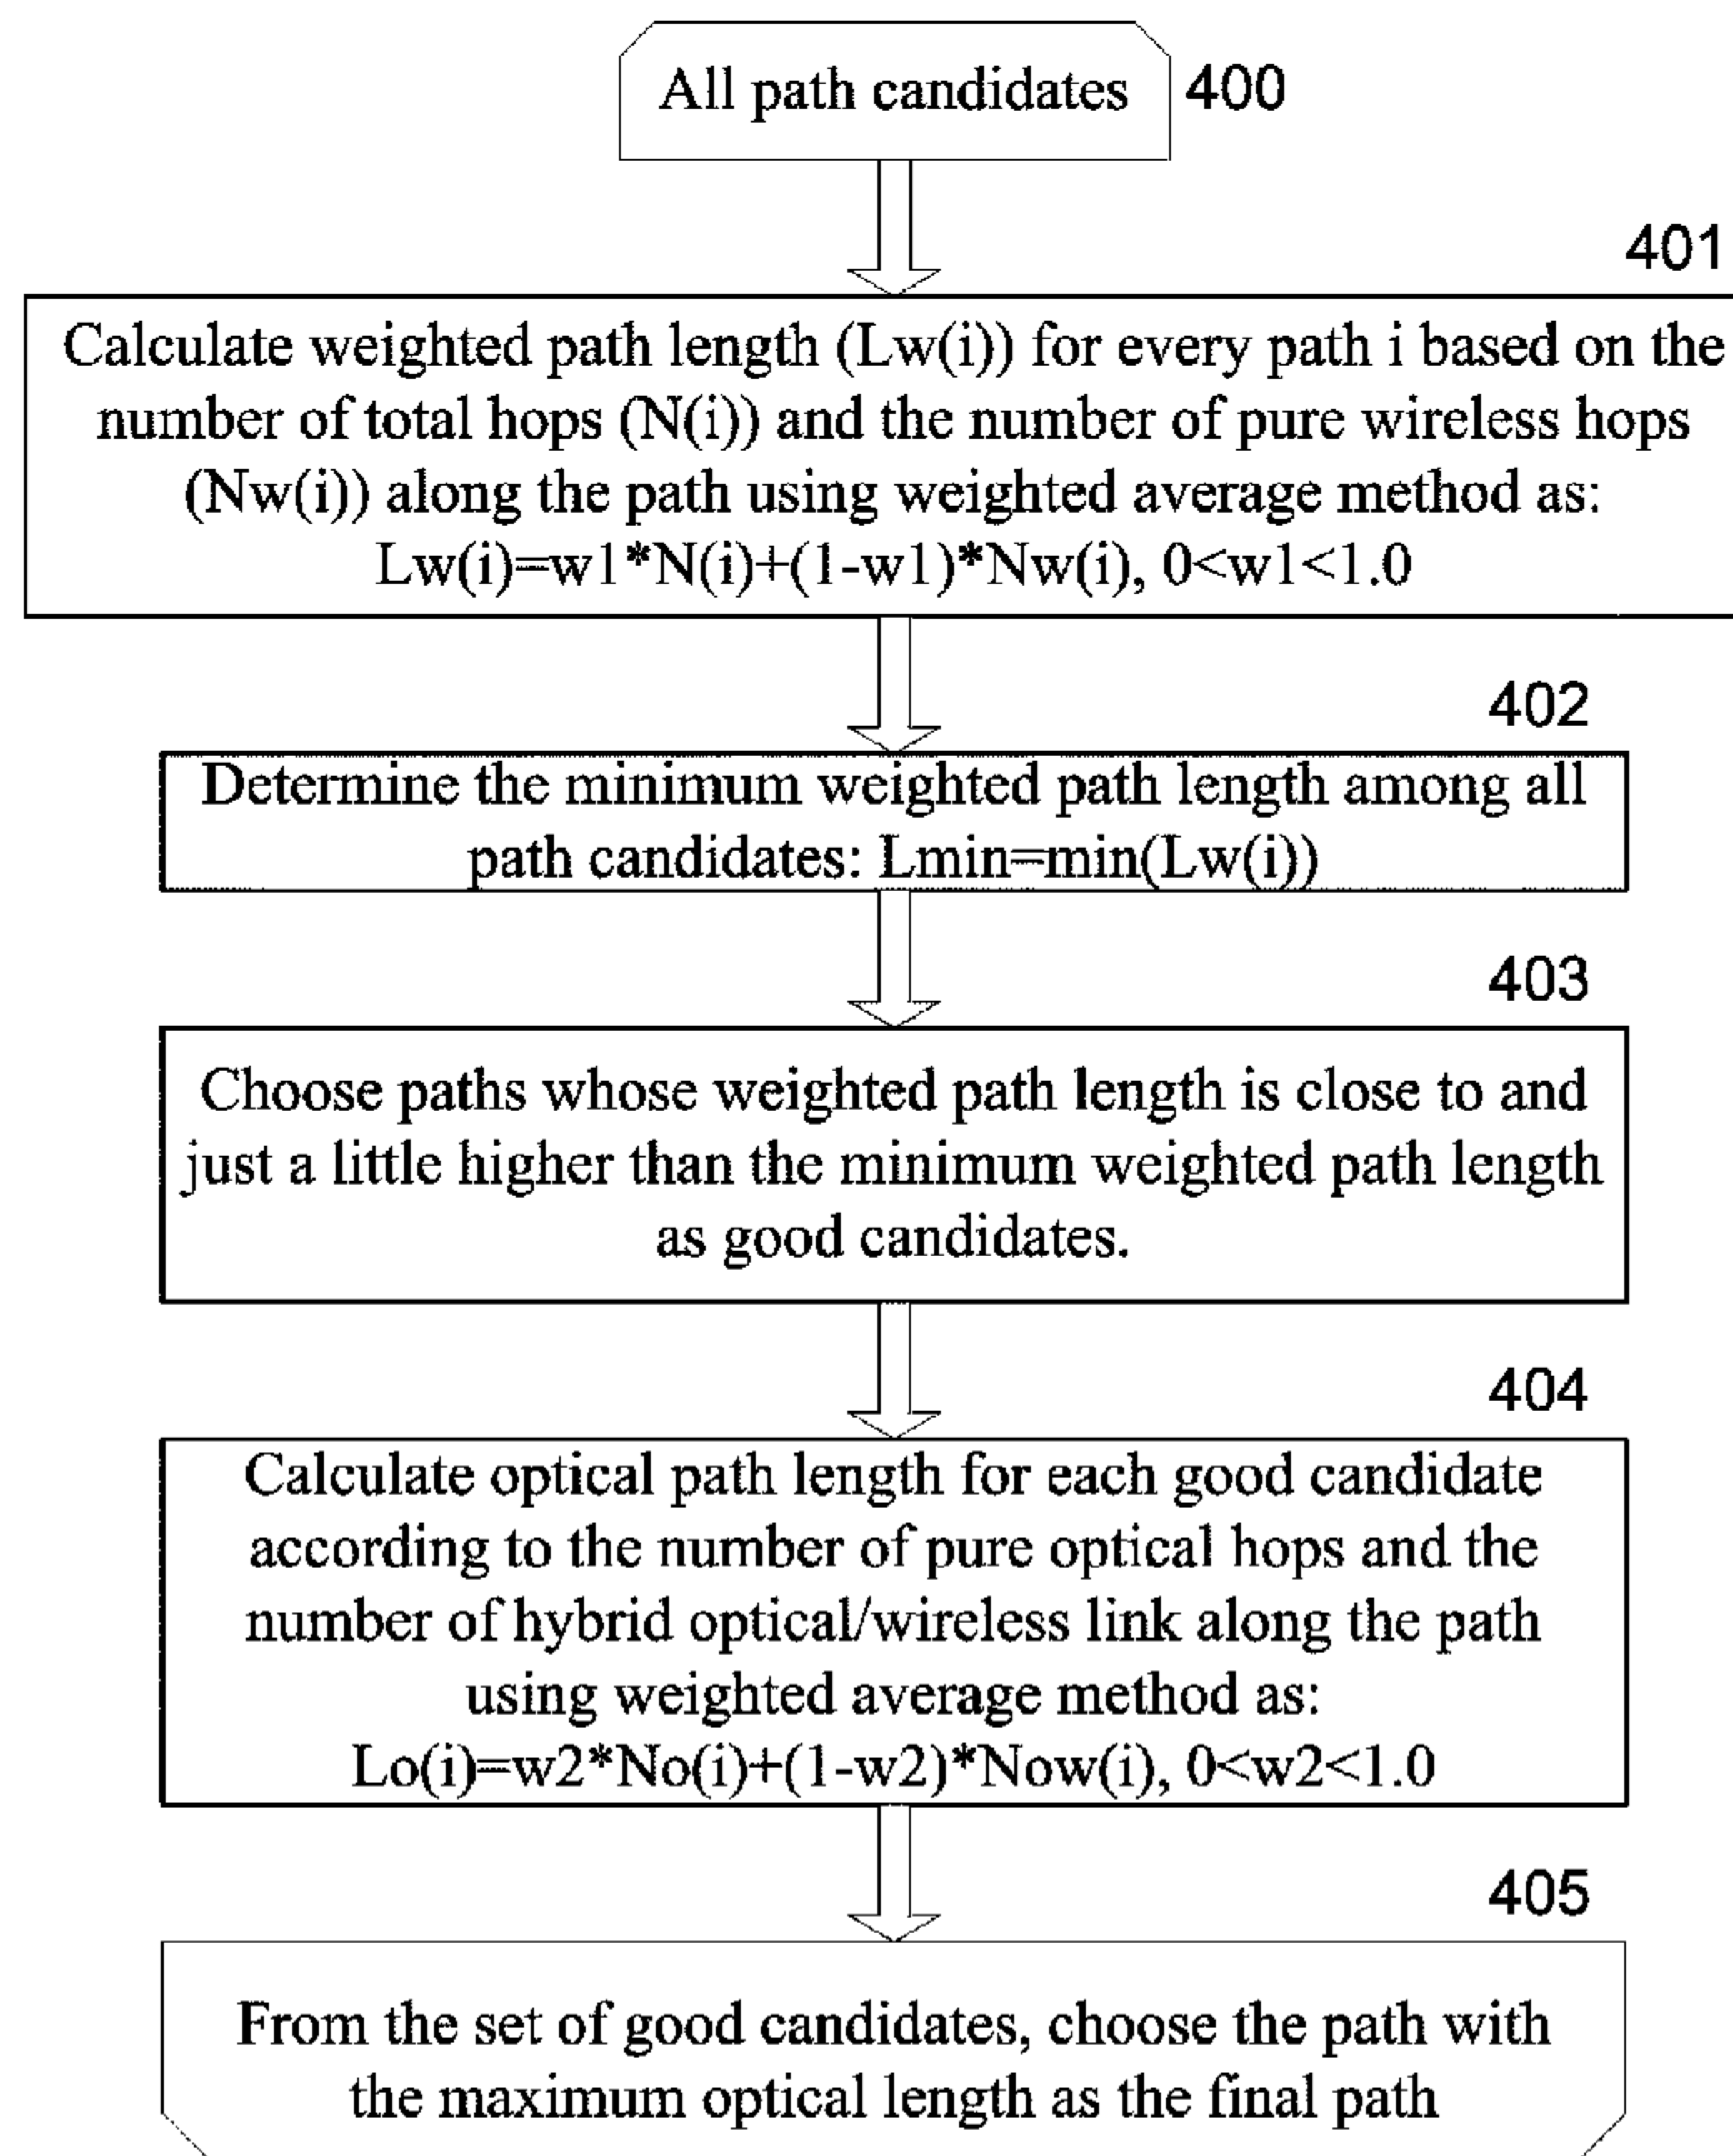 All path candidates 400
401
Calculate weighted path length (Lw(i)) for every path i based on the
number of total hops (N(i)) and the number of pure wireless hops
(Nw(i)) along the path using weighted average method as:
Lw(i)=w1*N(i)+(1-w1)*Nw(i), 0<w1<1.0
402
Determine the minimum weighted path length among all
path candidates: Lmin=min(Lw(i))
403
Choose paths whose weighted path length is close to and
just a little higher than the minimum weighted path length
as good candidates.
404
Calculate optical path length for each good candidate
according to the number of pure optical hops and the
number of hybrid optical/wireless link along the path
using weighted average method as:
Lo(i)=w2*No(i)+(1-w2)*Now(i), 0<w2<1.0
405
From the set of good candidates, choose the path with
the maximum optical length as the final path